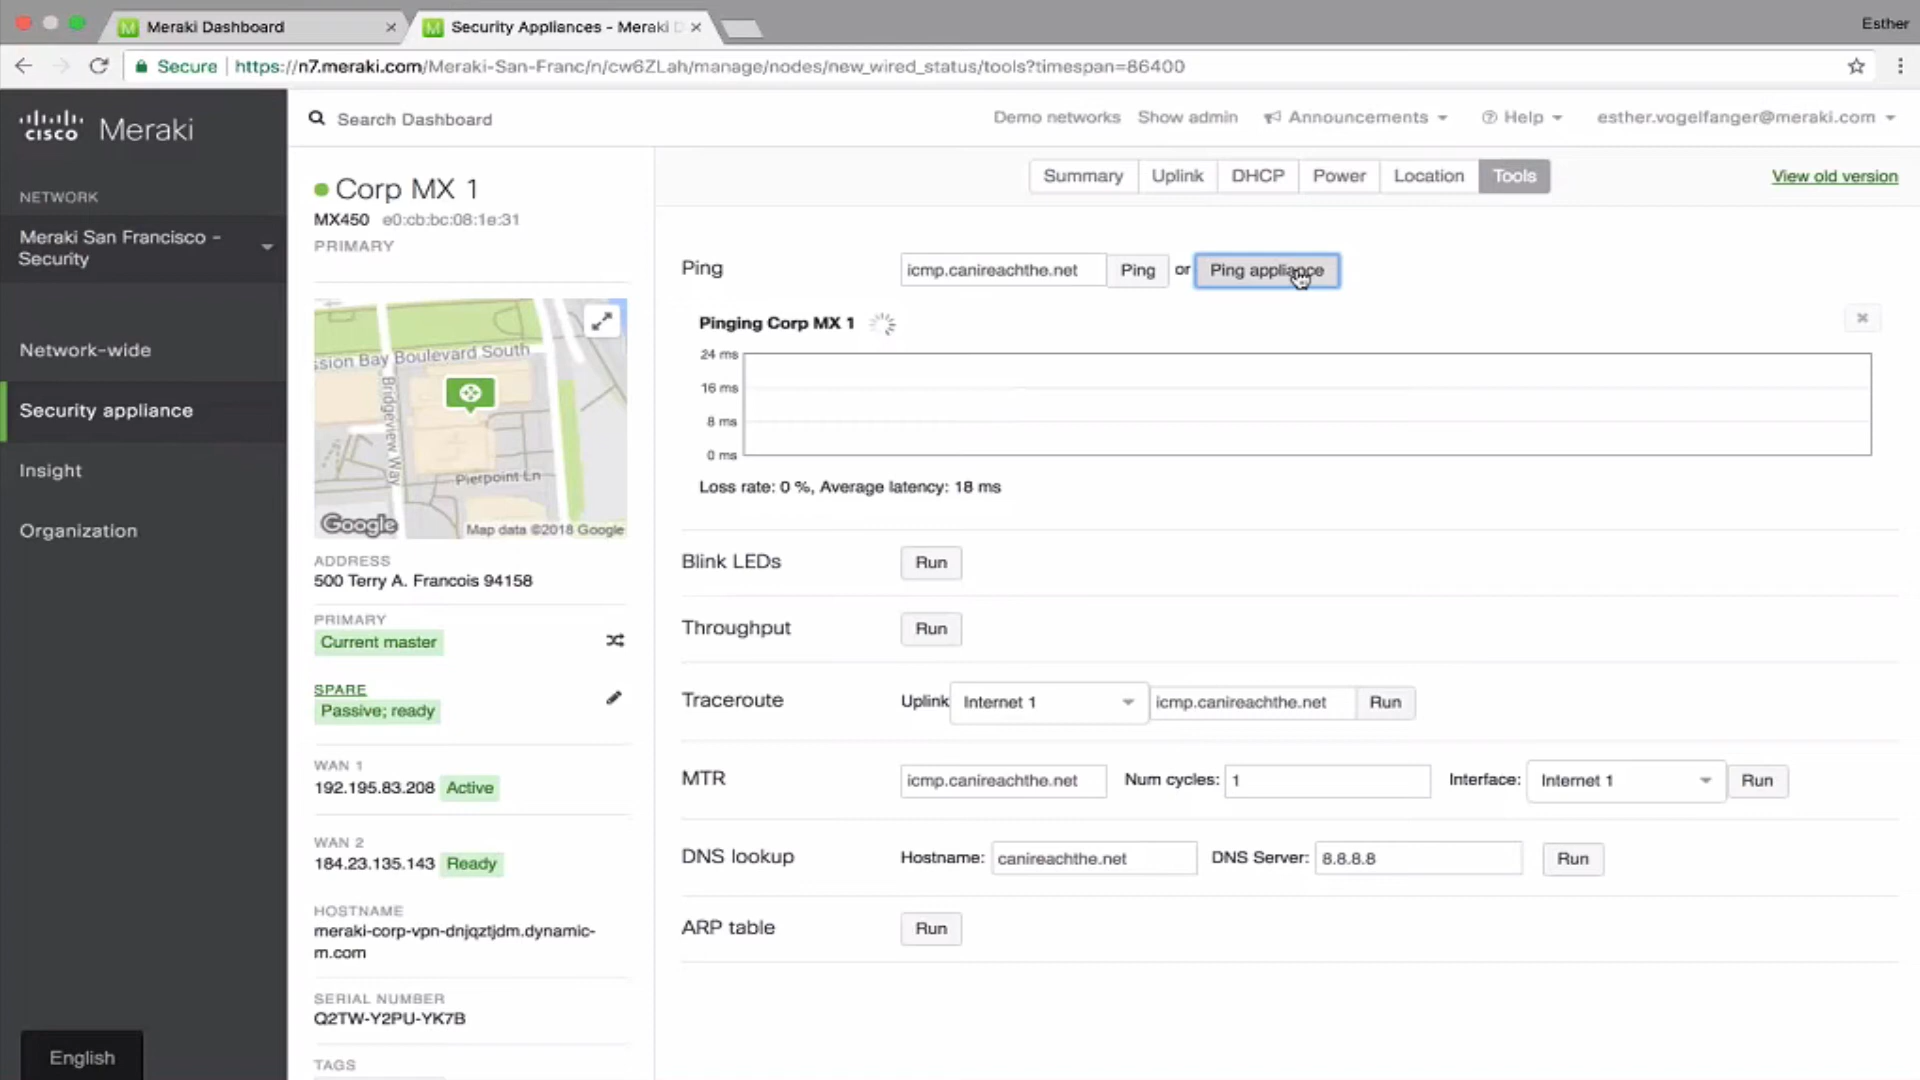 Meraki Dashboard
Security Appliances - Meraki D
Esther
Secure
https://n7.meraki.com/Meraki-San-Franc/n/cw6ZLah/manage/nodes/new_wired_status/tools?timespan=86400
cisco Meraki
Search Dashboard
Demo networks Show admin Announcements Help esther.vogelfanger@meraki.com
NETWORK
Meraki San Francisco -
Security
Network-wide
Security appliance
Insight
Organization
English
Corp MX 1
MX450 e0:cb:bc:08:1e:31
PRIMARY
ssion Bay Boulevard South
Bridgeview Way
Pierpoint Ln
Google
Map data ©2018 Google
ADDRESS
500 Terry A. Francois 94158
PRIMARY
Current master
SPARE
Passive; ready
WAN 1
192.195.83.208 Active
WAN 2
184.23.135.143 Ready
HOSTNAME
meraki-corp-vpn-dnjqztjdm.dynamic-
m.com
SERIAL NUMBER
Q2TW-Y2PU-YK7B
TAGS
Summary Uplink DHCP Power Location Tools
View old version
Ping icmp.canireachthe.net Ping or Ping appliance
Pinging Corp MX 1
24 ms
16 ms
8 ms
0 ms
Loss rate: 0 %, Average latency: 18 ms
Blink LEDs Run
Throughput Run
Traceroute Uplink Internet 1 icmp.canireachthe.net Run
MTR icmp.canireachthe.net Num cycles: 1 Interface: Internet 1 Run
DNS lookup Hostname: canireachthe.net DNS Server: 8.8.8.8 Run
ARP table Run